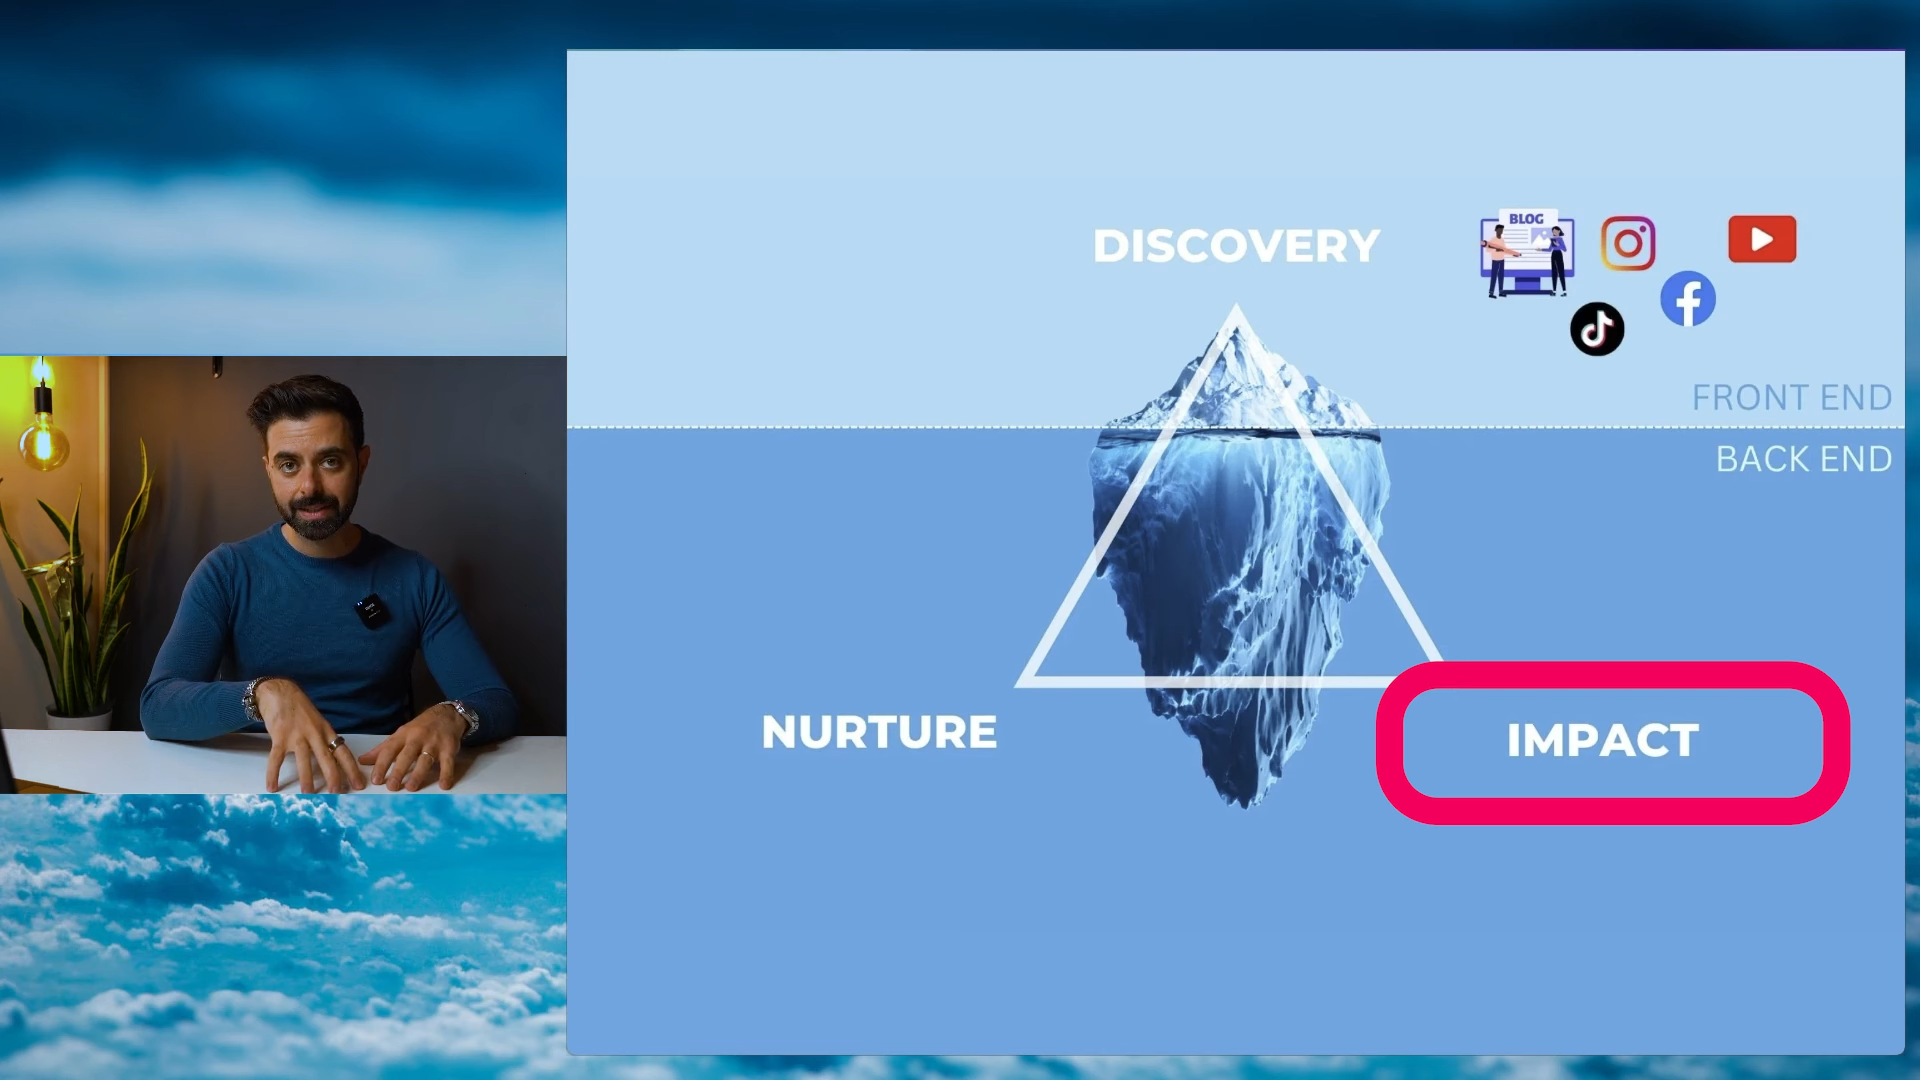 BLOG
DISCOVERY
FRONT END
BACK END
NURTURE
IMPACT